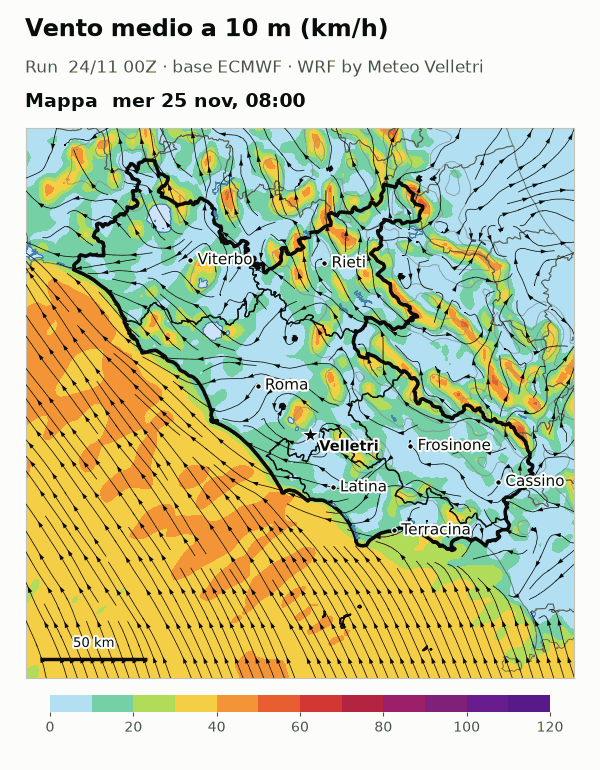 Vento medio a 10 m (km/h)
Run  24/11 00Z · base ECMWF · WRF by Meteo Velletri
Mappa  mer 25 nov, 08:00
Viterbo
Rieti
Roma
Velletri
Frosinone
Cassino
Latina
Terracina
50 km
0 20 40 60 80 100 120